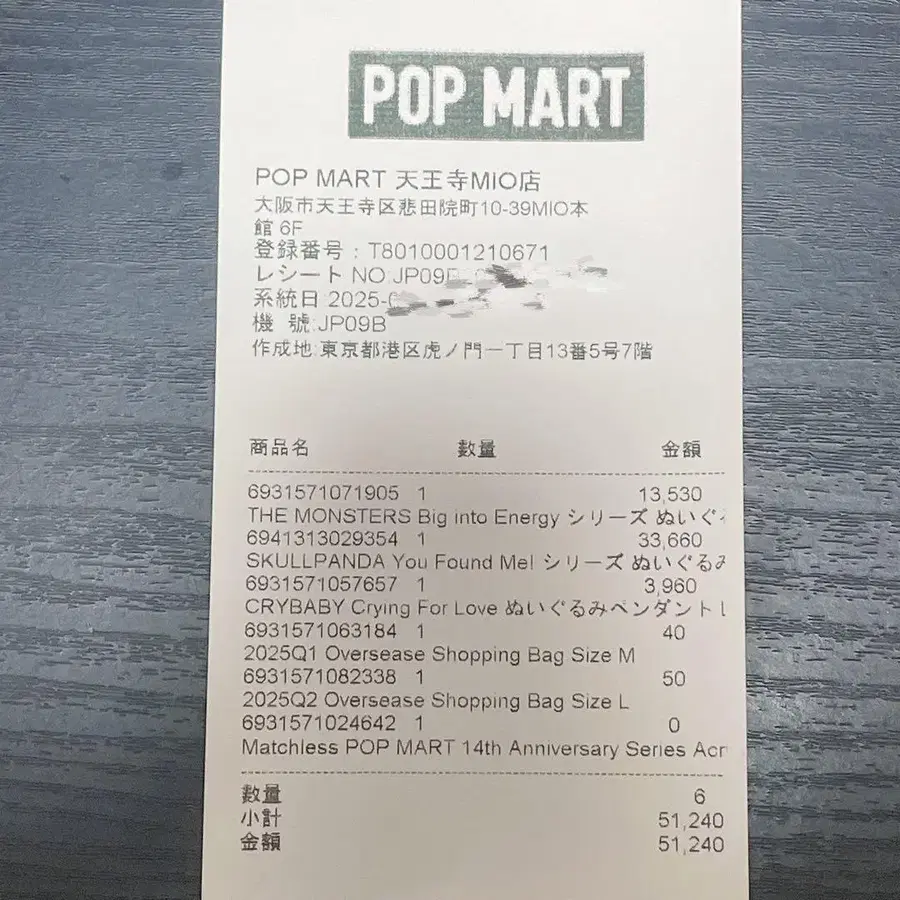 POP MART
POP MART 天王寺MIO店
大阪市天王寺区悲田院町10-39MIO本
館 6F
登録番号：T8010001210671
レシート NO:JP09
系統日:2025-
機 號:JP09B
作成地:東京都港区虎ノ門一丁目13番5号7階
商品名 數量 金額
6931571071905 1 13,530
THE MONSTERS Big into Energy シリーズ ぬいぐ
6941313029354 1 33,660
SKULLPANDA You Found Me! シリーズ ぬいぐるみ
6931571057657 1 3,960
CRYBABY Crying For Love ぬいぐるみペンダント
6931571063184 1 40
2025Q1 Oversease Shopping Bag Size M
6931571082338 1 50
2025Q2 Oversease Shopping Bag Size L
6931571024642 1 0
Matchless POP MART 14th Anniversary Series Acr
數量 6
小計 51,240
金額 51,240